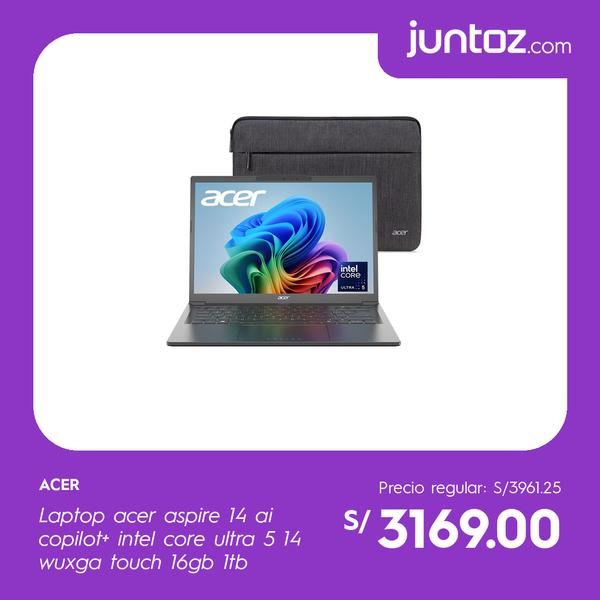 juntoz.com
acer
acer
intel
CORE
ULTRA 5
acer
ACER
Laptop acer aspire 14 ai
copilot+ intel core ultra 5 14
wuxga touch 16gb 1tb
Precio regular: S/3961.25
S/ 3169.00